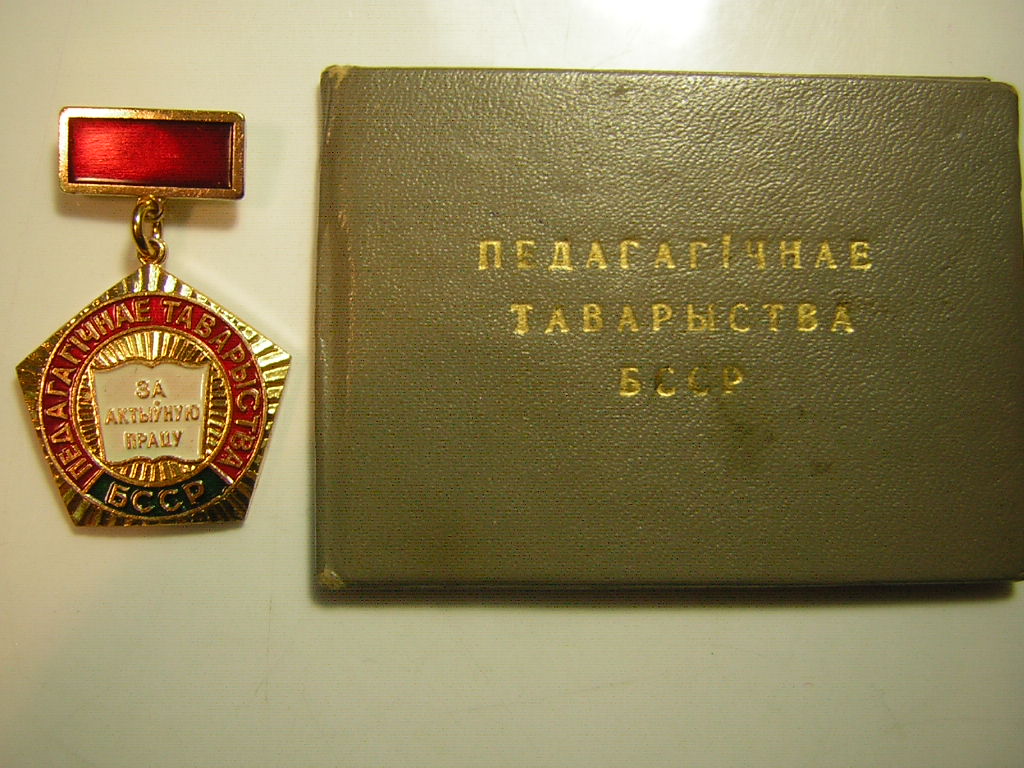 ПЕДАГАГІЧНАЕ ТАВАРЫСТВА
БССР
ЗА
АКТЫЎНУЮ
ПРАЦУ
ПЕДАГАГІЧНАЕ
ТАВАРЫСТВА
БССР